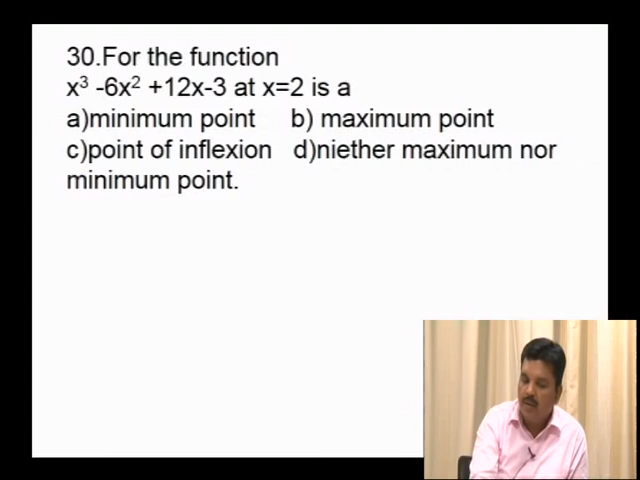 30.For the function
x³ -6x² +12x-3 at x=2 is a
a)minimum point b) maximum point
c)point of inflexion d)niether maximum nor
minimum point.